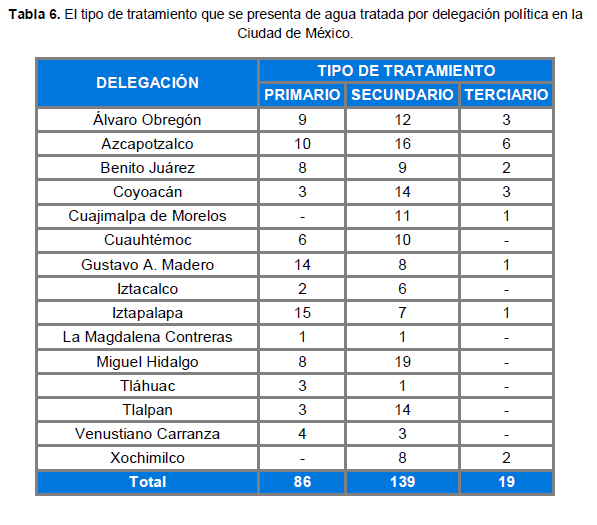 Tabla 6. El tipo de tratamiento que se presenta de agua tratada por delegación política en la
Ciudad de México.
DELEGACIÓN TIPO DE TRATAMIENTO
PRIMARIO SECUNDARIO TERCIARIO
Álvaro Obregón 9 12 3
Azcapotzalco 10 16 6
Benito Juárez 8 9 2
Coyoacán 3 14 3
Cuajimalpa de Morelos - 11 1
Cuauhtémoc 6 10 -
Gustavo A. Madero 14 8 1
Iztacalco 2 6 -
Iztapalapa 15 7 1
La Magdalena Contreras 1 1 -
Miguel Hidalgo 8 19 -
Tláhuac 3 1 -
Tlalpan 3 14 -
Venustiano Carranza 4 3 -
Xochimilco - 8 2
Total 86 139 19